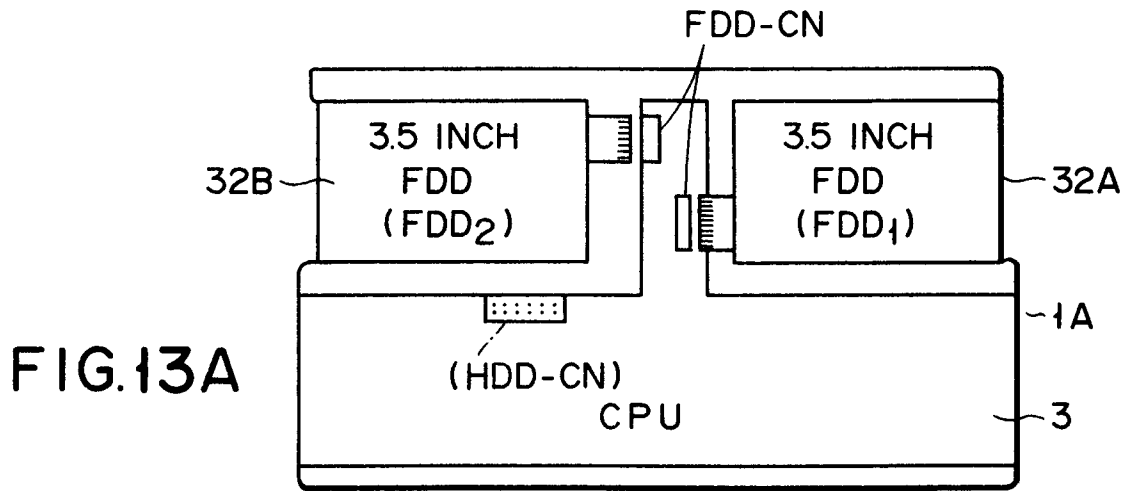 FDD-CN
3.5 INCH
FDD
(FDD2)
3.5 INCH
FDD
(FDD1)
32B
32A
1A
(HDD-CN)
CPU
3
FIG.13A